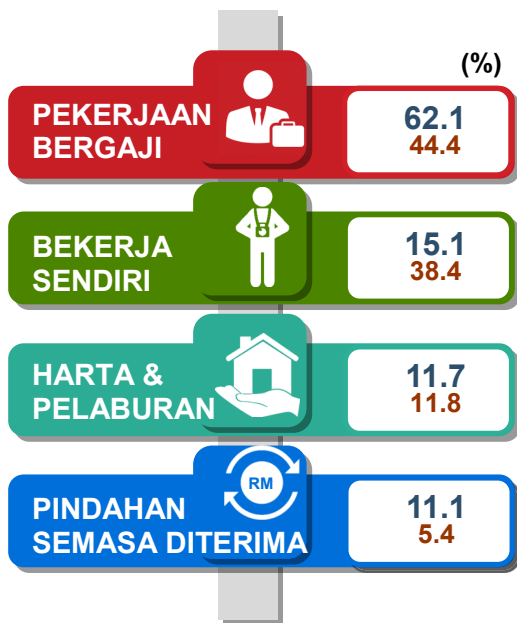 (%)
PEKERJAAN
BERGAJI
62.1
44.4
BEKERJA
SENDIRI
15.1
38.4
HARTA &
PELABURAN
11.7
11.8
RM
PINDAHAN
SEMASA DITERIMA
11.1
5.4